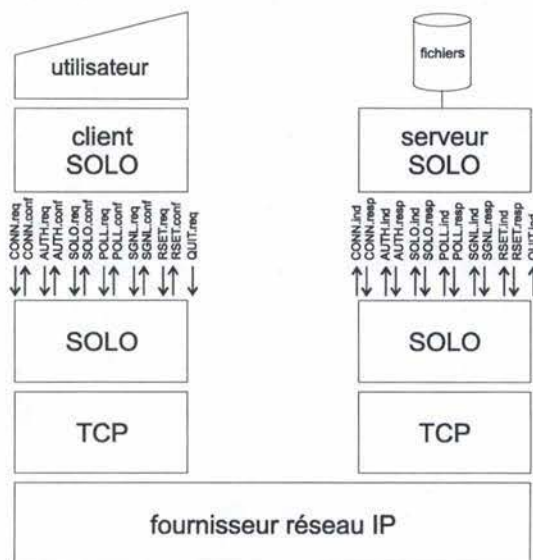 utilisateur
fichiers
client
SOLO
serveur
SOLO
CONN.req
CONN.conf
AUTH.req
AUTH.conf
SOLO.req
SOLO.conf
POLL.req
POLL.conf
SGNL.req
SGNL.conf
RSET.req
RSET.conf
QUIT.req
CONN.ind
CONN.resp
AUTH.ind
AUTH.resp
SOLO.ind
SOLO.resp
POLL.ind
POLL.resp
SGNL.ind
SGNL.resp
RSET.ind
RSET.resp
QUIT.ind
SOLO
SOLO
TCP
TCP
fournisseur réseau IP